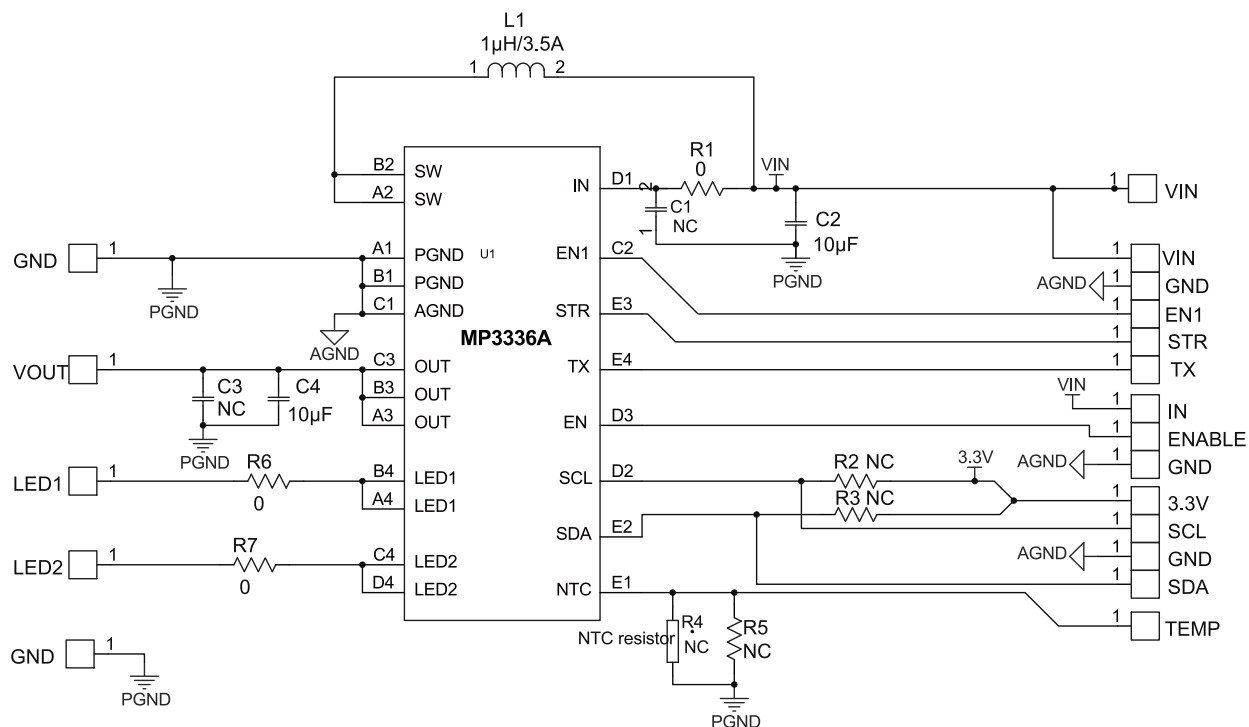 L1
1µH/3.5A
1 2
B2 SW
A2 SW
IN D1
R1
0
VIN
2
C1
NC
1
C2
10µF
PGND
1 VIN
GND 1
PGND
A1 PGND
U1
B1 PGND
C1 AGND
AGND
EN1 C2
STR E3
MP3336A
1 VIN
AGND 1 GND
1 EN1
1 STR
1 TX
VOUT 1
C3
NC
C4
10µF
PGND
C3 OUT
B3 OUT
A3 OUT
TX E4
EN D3
VIN
1 IN
1 ENABLE
AGND 1 GND
LED1 1
R6
0
B4 LED1
A4 LED1
SCL D2
R2 NC
3.3V
R3 NC
SDA E2
1 3.3V
1 SCL
AGND 1 GND
1 SDA
LED2 1
R7
0
C4 LED2
D4 LED2
NTC E1
NTC resistor
R4
NC
R5
NC
PGND
1 TEMP
GND 1
PGND